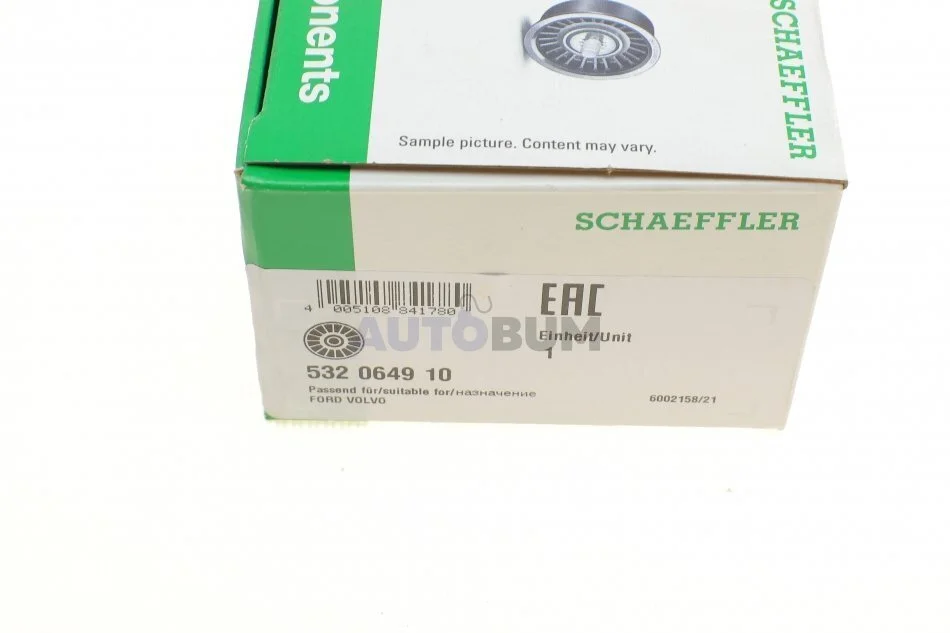 onents
SCHAEFFLER
Sample picture. Content may vary.
SCHAEFFLER
4 005108 841780
EAC
AUTOBUM
Einheit/Unit
1
532 0649 10
Passend für/suitable for/назначение
FORD VOLVO
6002158/21